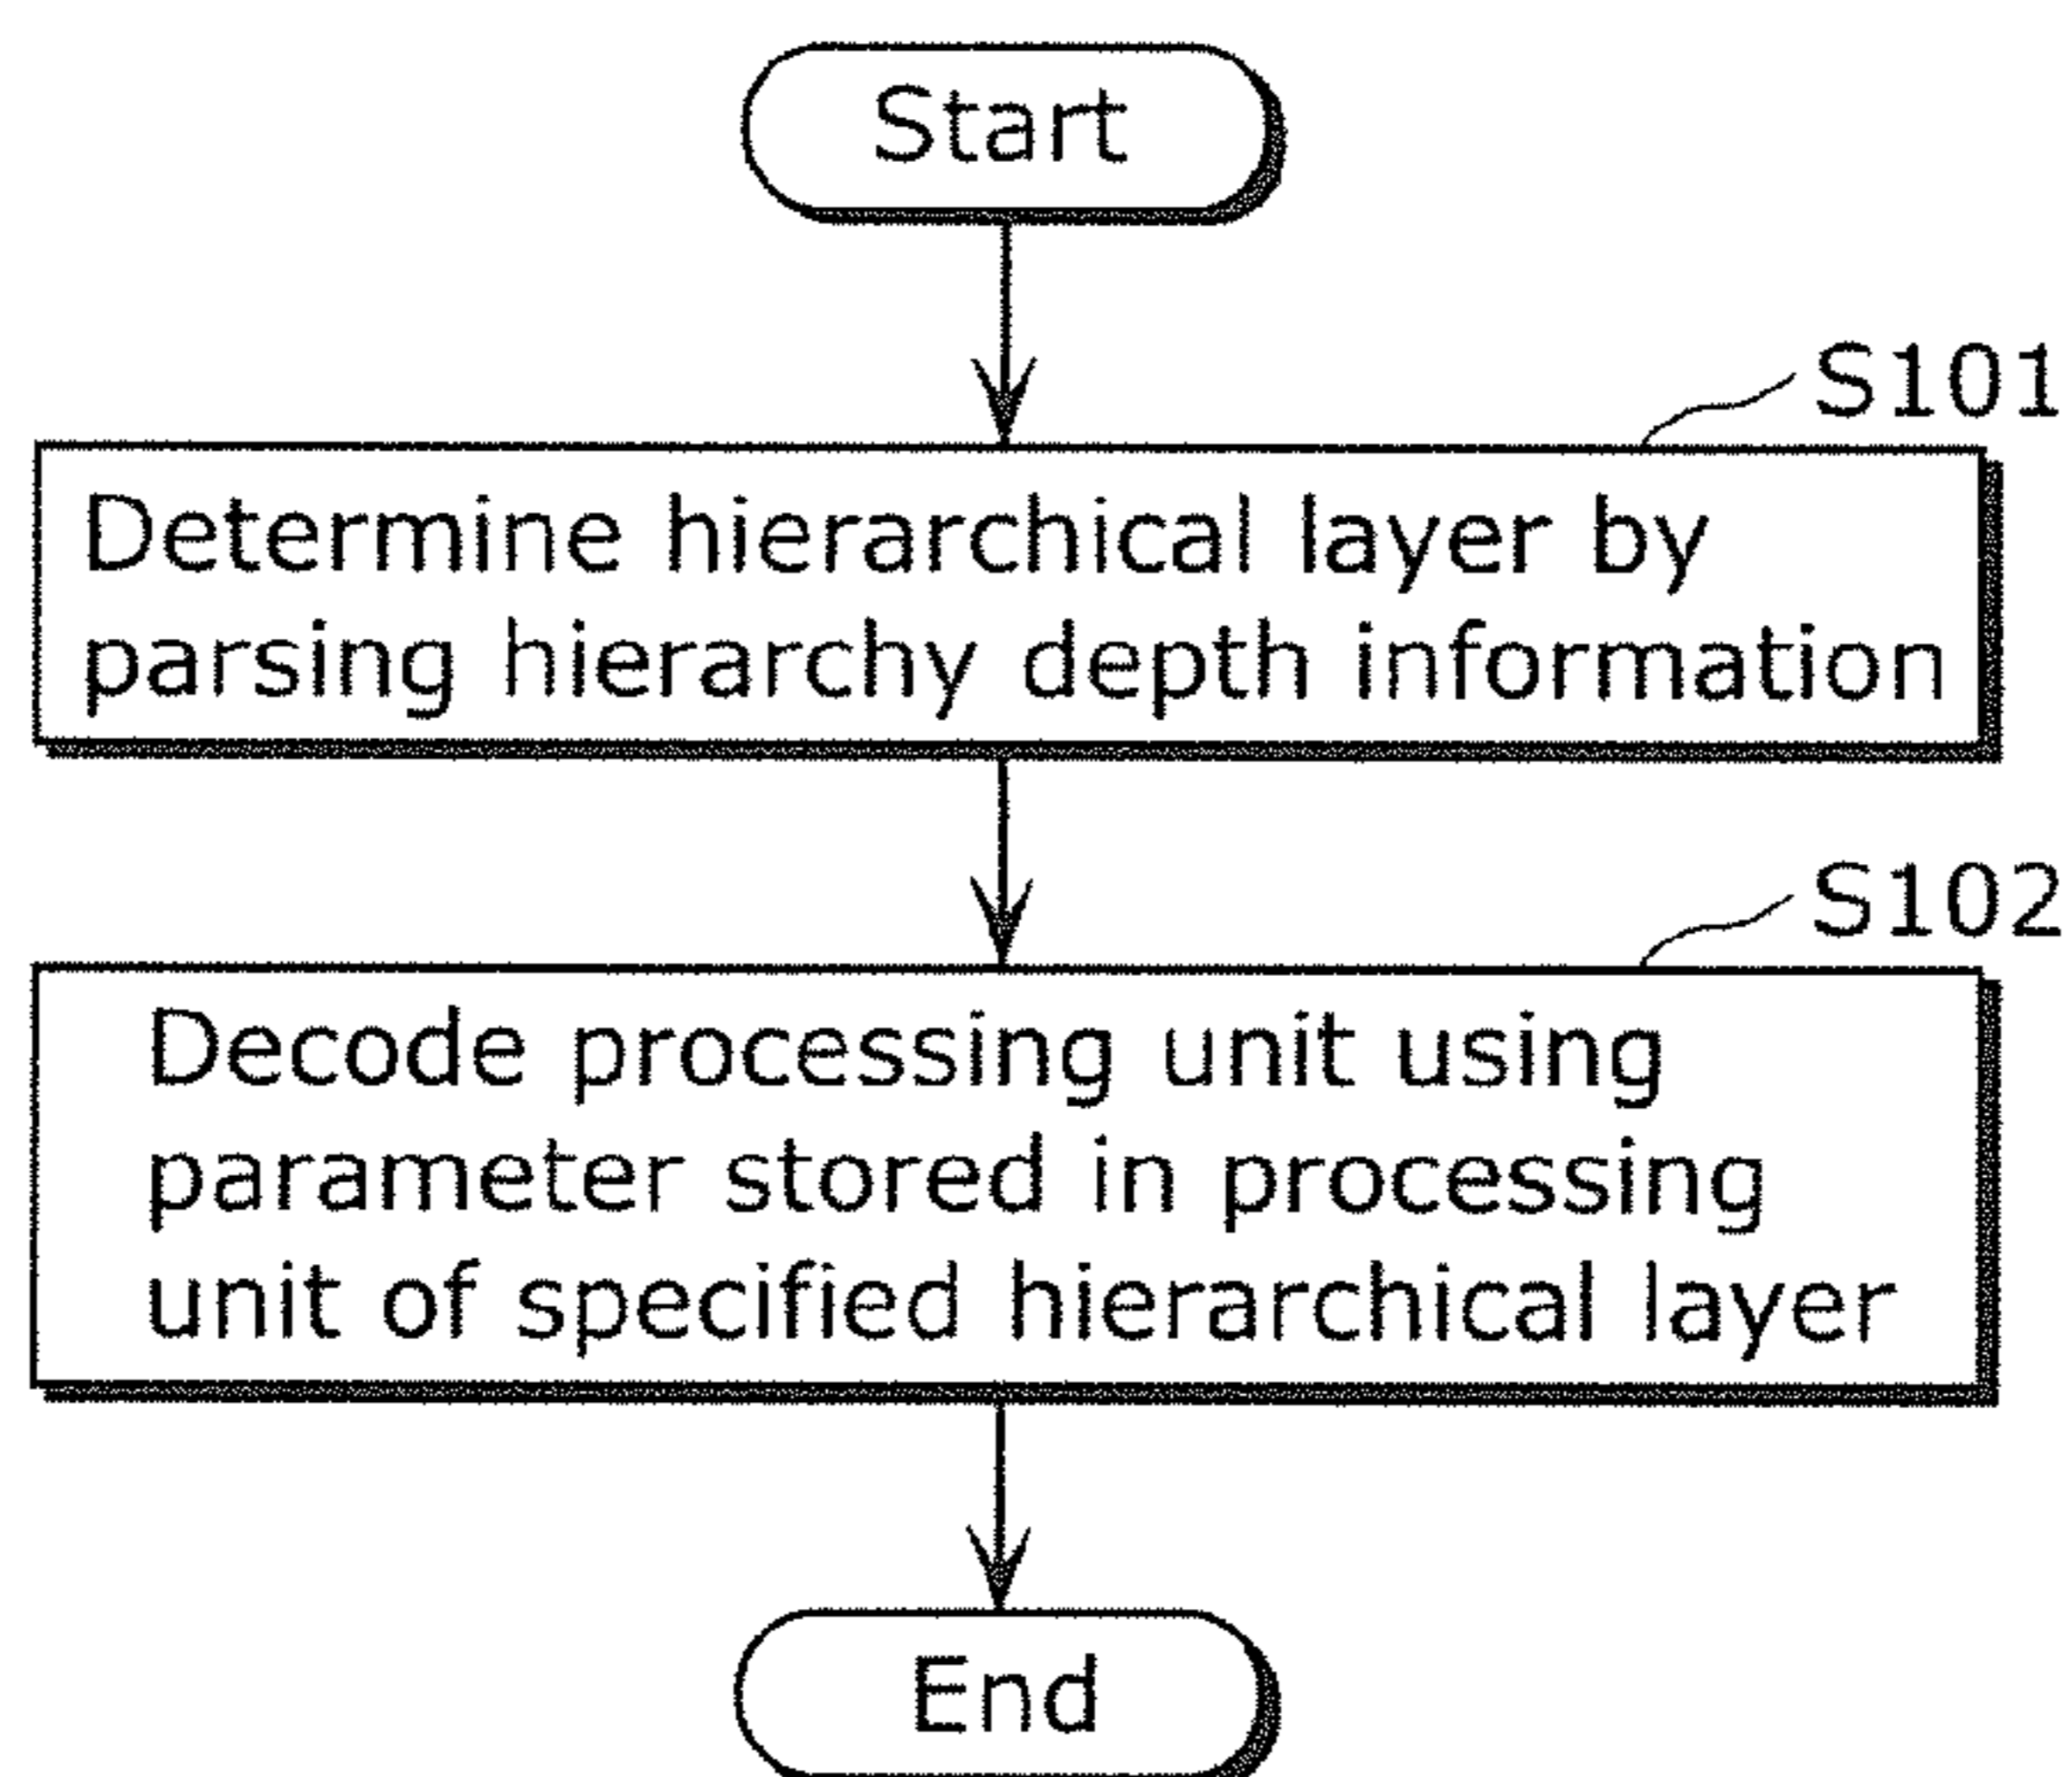 Start
S101
Determine hierarchical layer by
parsing hierarchy depth information
S102
Decode processing unit using
parameter stored in processing
unit of specified hierarchical layer
End